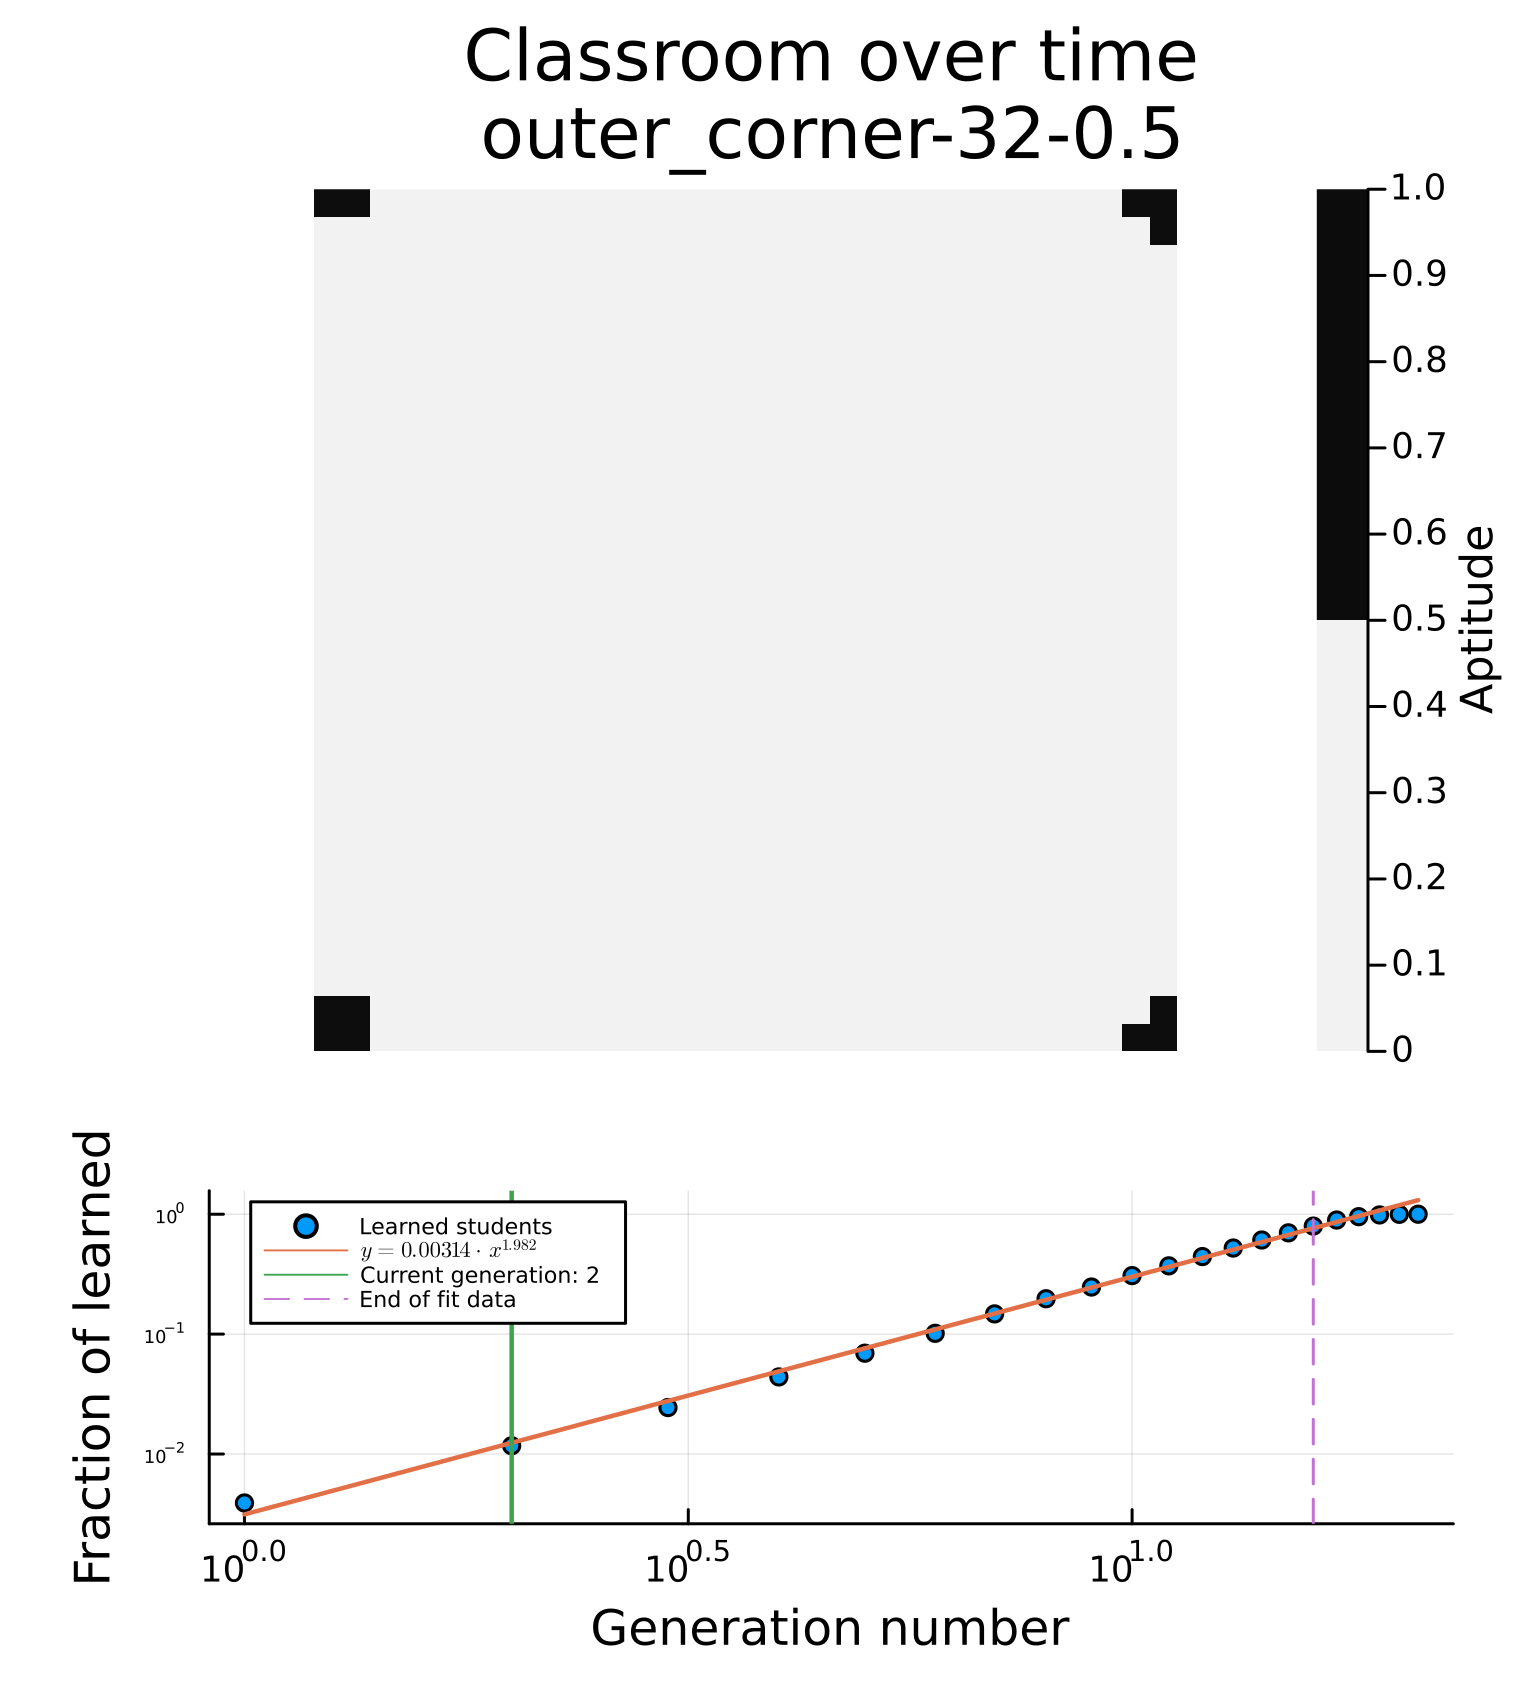 Classroom over time
outer_corner-32-0.5
1.0
0.9
0.8
0.7
0.6
0.5
0.4
0.3
0.2
0.1
0
Aptitude
Fraction of learned
10^0
10^-1
10^-2
Learned students
y = 0.00314 · x^1.982
Current generation: 2
End of fit data
10^0.0
10^0.5
10^1.0
Generation number